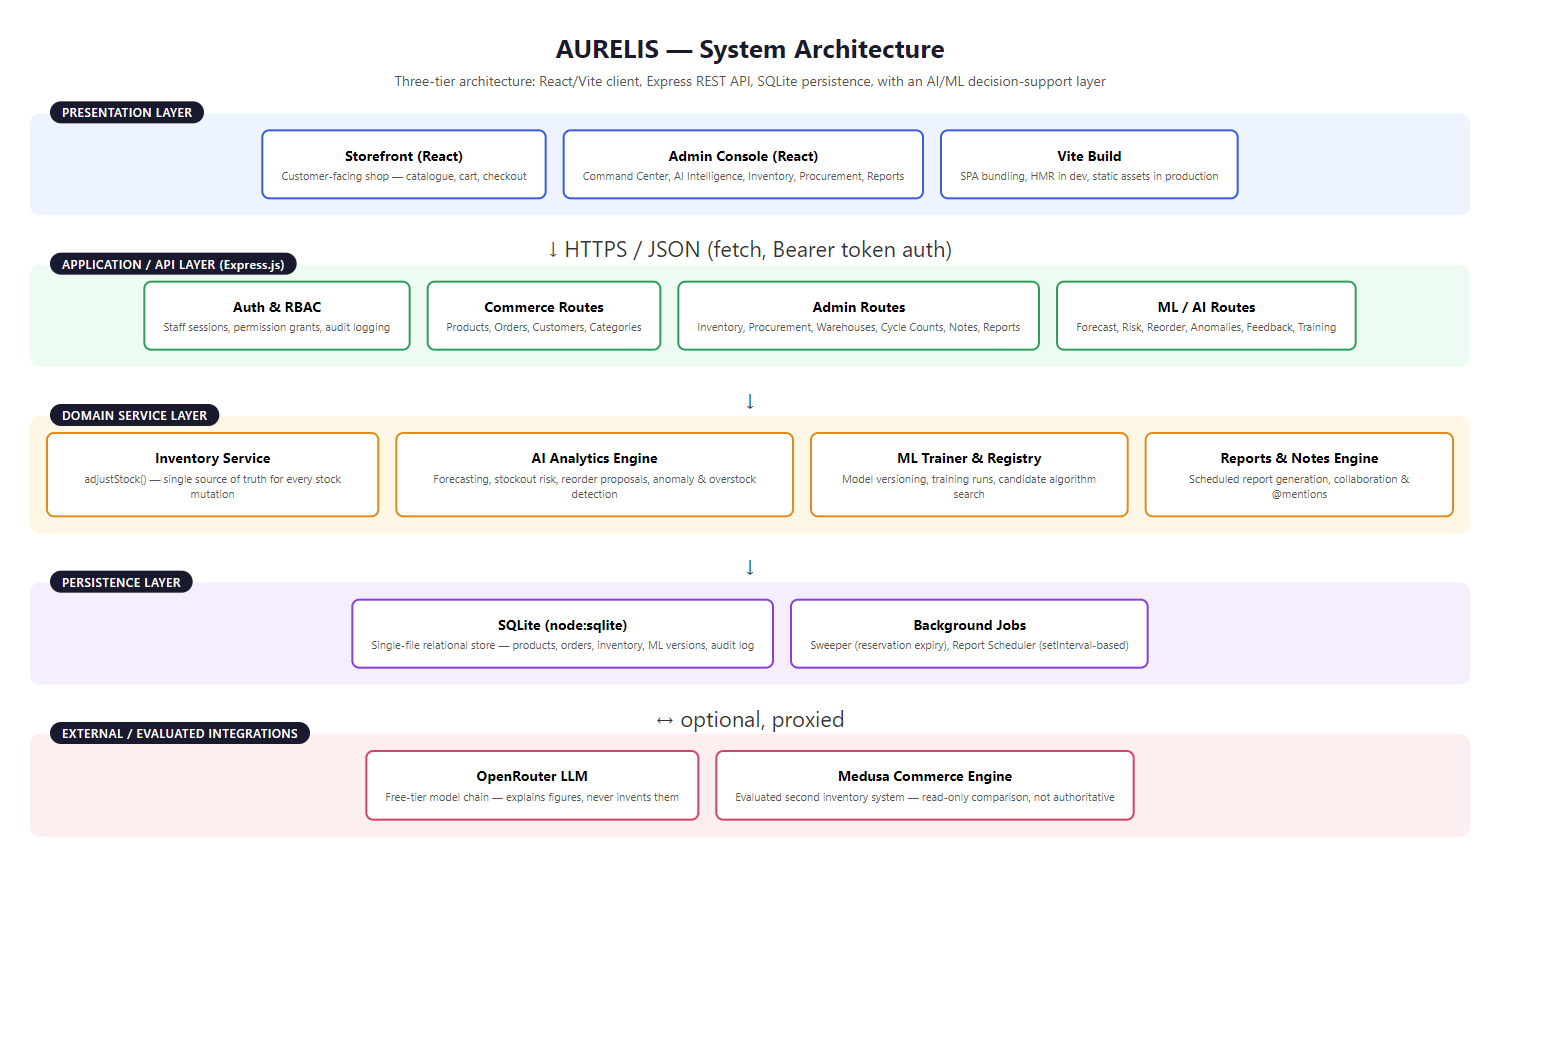 AURELIS — System Architecture
Three-tier architecture: React/Vite client, Express REST API, SQLite persistence, with an AI/ML decision-support layer
PRESENTATION LAYER
Storefront (React)
Customer-facing shop — catalogue, cart, checkout
Admin Console (React)
Command Center, AI Intelligence, Inventory, Procurement, Reports
Vite Build
SPA bundling, HMR in dev, static assets in production
↓ HTTPS / JSON (fetch, Bearer token auth)
APPLICATION / API LAYER (Express.js)
Auth & RBAC
Staff sessions, permission grants, audit logging
Commerce Routes
Products, Orders, Customers, Categories
Admin Routes
Inventory, Procurement, Warehouses, Cycle Counts, Notes, Reports
ML / AI Routes
Forecast, Risk, Reorder, Anomalies, Feedback, Training
↓
DOMAIN SERVICE LAYER
Inventory Service
adjustStock() — single source of truth for every stock
mutation
AI Analytics Engine
Forecasting, stockout risk, reorder proposals, anomaly & overstock
detection
ML Trainer & Registry
Model versioning, training runs, candidate algorithm
search
Reports & Notes Engine
Scheduled report generation, collaboration &
@mentions
↓
PERSISTENCE LAYER
SQLite (node:sqlite)
Single-file relational store — products, orders, inventory, ML versions, audit log
Background Jobs
Sweeper (reservation expiry), Report Scheduler (setInterval-based)
↔ optional, proxied
EXTERNAL / EVALUATED INTEGRATIONS
OpenRouter LLM
Free-tier model chain — explains figures, never invents them
Medusa Commerce Engine
Evaluated second inventory system — read-only comparison, not authoritative